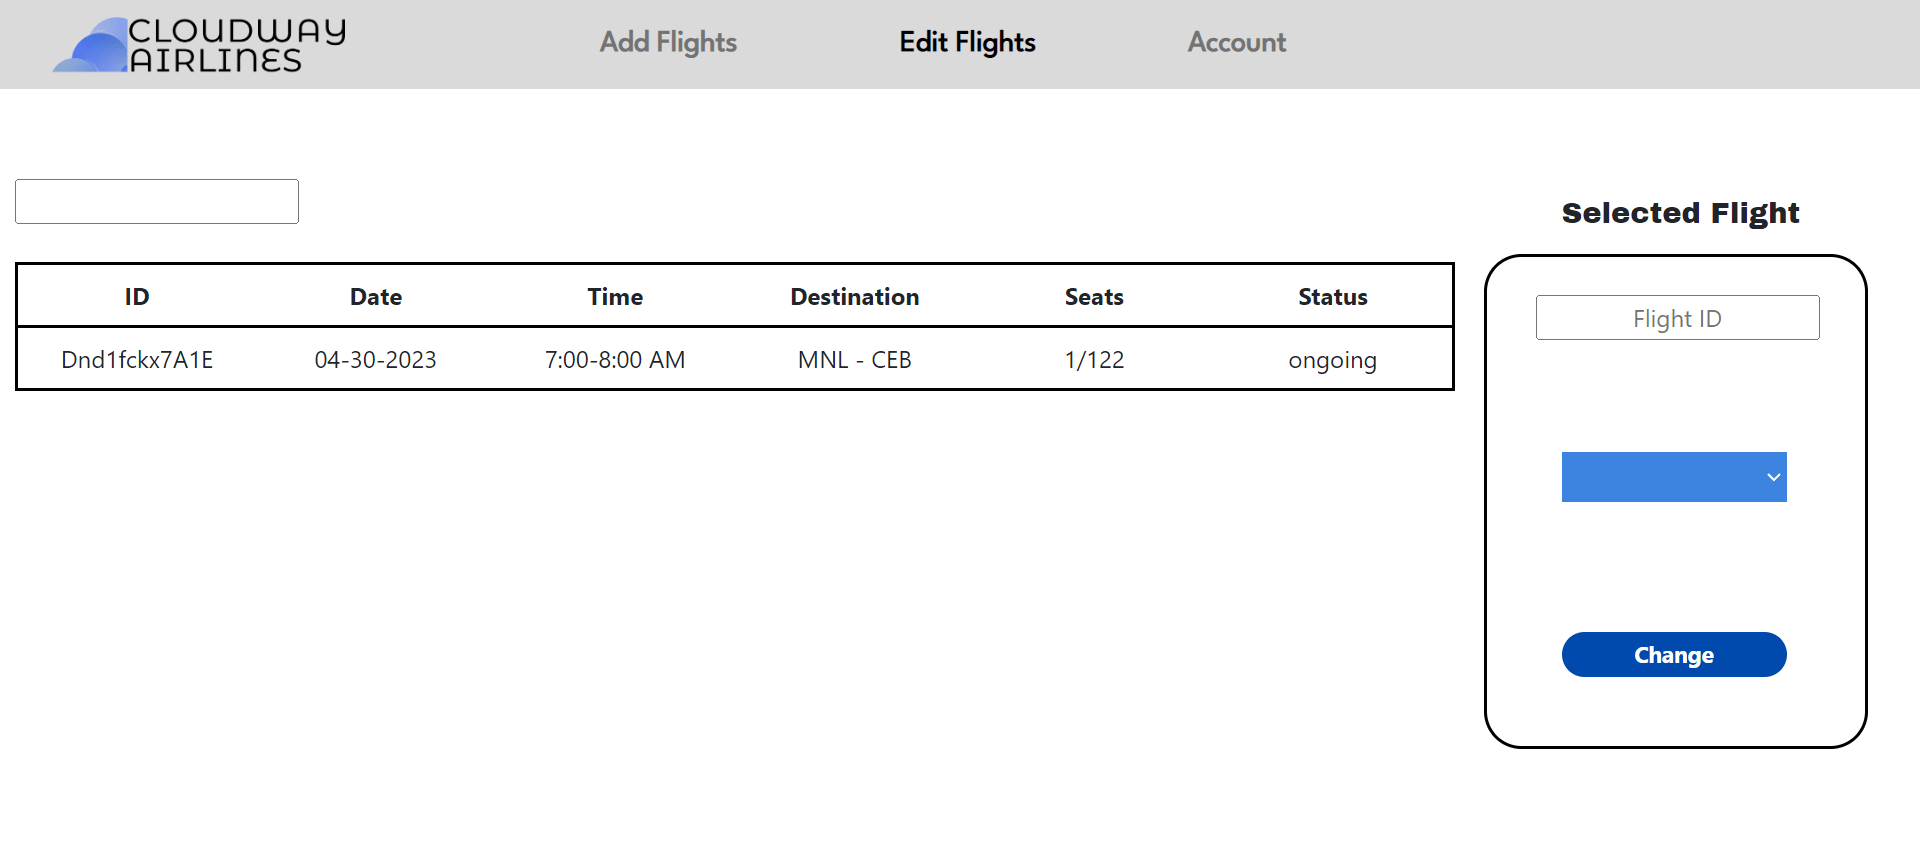 CLOUDWAY
AIRLINES
Add Flights
Edit Flights
Account
Selected Flight
ID Date Time Destination Seats Status
Dnd1fckx7A1E 04-30-2023 7:00-8:00 AM MNL - CEB 1/122 ongoing
Flight ID
Change